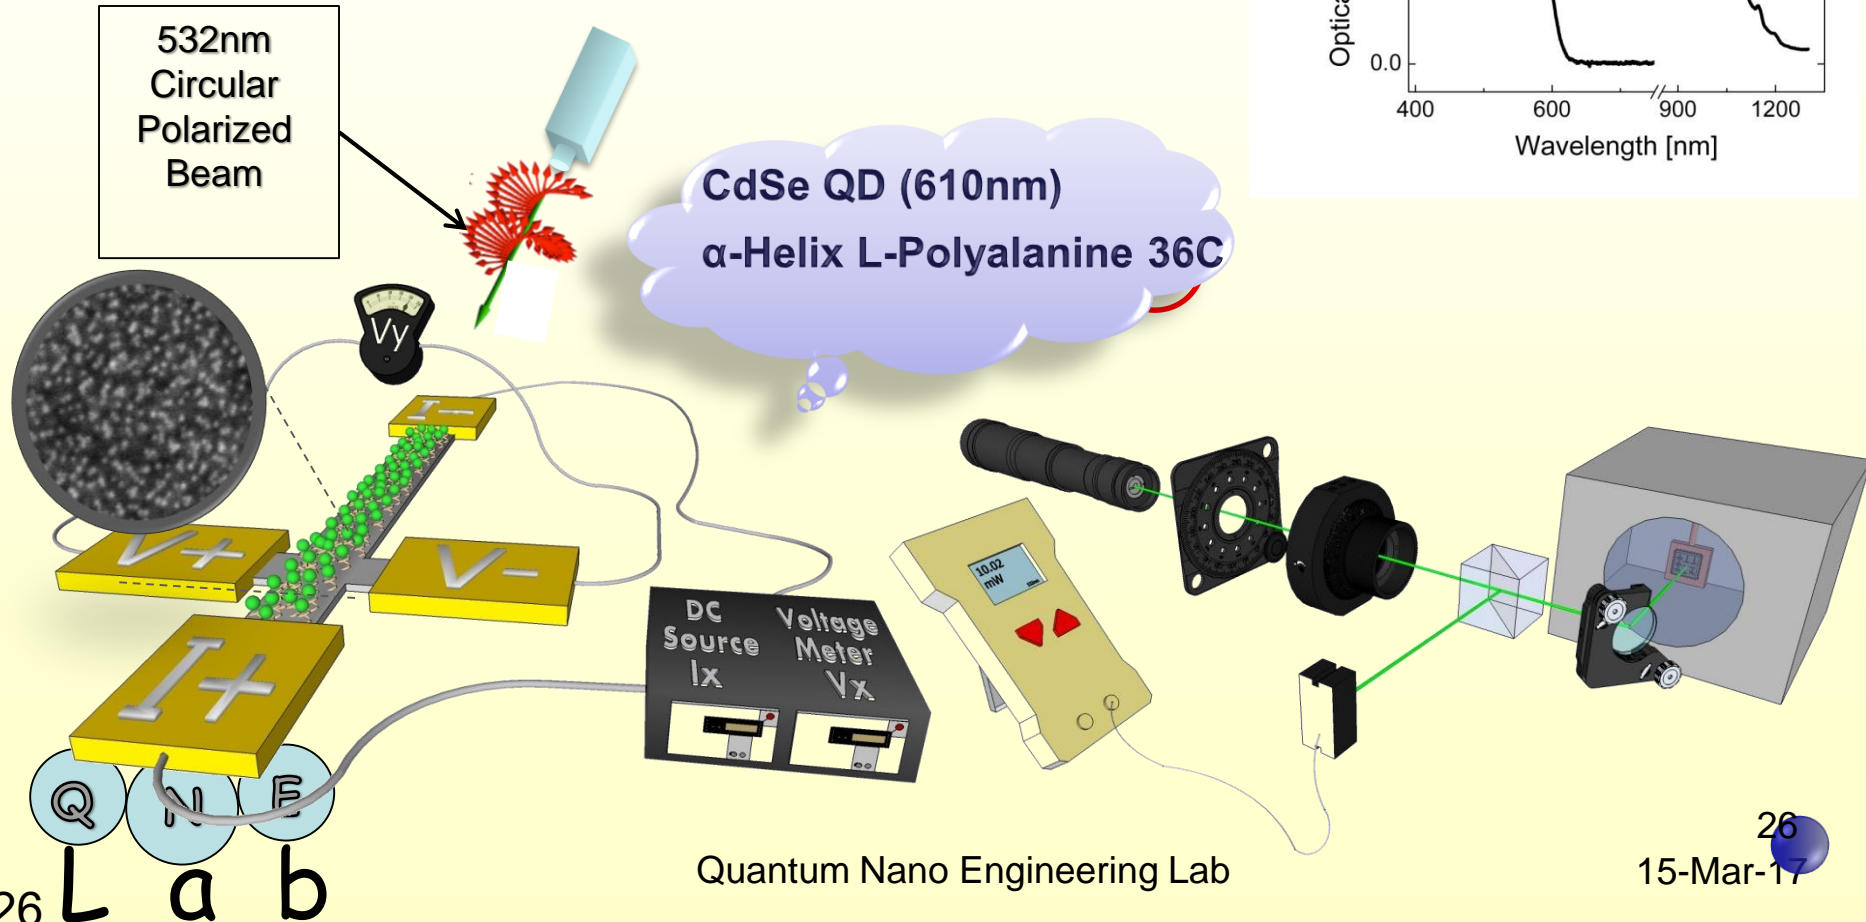 532nm
Circular
Polarized
Beam
0.0
400 600 900 1200
Wavelength [nm]
CdSe QD (610nm)
α-Helix L-Polyalanine 36C
Vy
I-
V+
V-
I+
DC
Source
Ix
Voltage
Meter
Vx
10.02
mW
Q N E
L a b
26
Quantum Nano Engineering Lab
26
15-Mar-17